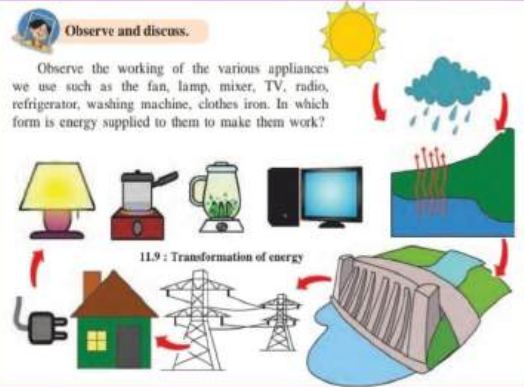 Observe and discuss.
Observe the working of the various appliances
we use such as the fan, lamp, mixer, TV, radio,
refrigerator, washing machine, clothes iron. In which
form is energy supplied to them to make them work?
11.9 : Transformation of energy